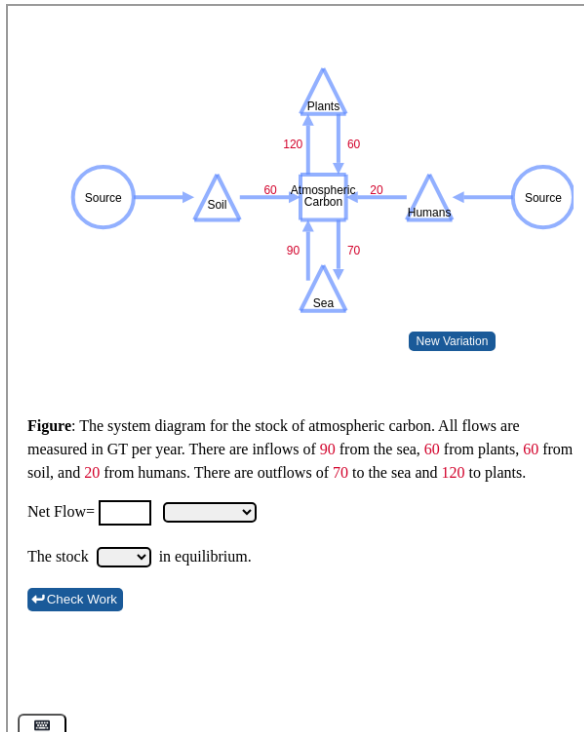 Plants
120
60
Source
Soil
60
Atmospheric
Carbon
20
Humans
Source
90
70
Sea
New Variation
Figure: The system diagram for the stock of atmospheric carbon. All flows are
measured in GT per year. There are inflows of 90 from the sea, 60 from plants, 60 from
soil, and 20 from humans. There are outflows of 70 to the sea and 120 to plants.
Net Flow=
The stock
in equilibrium.
Check Work